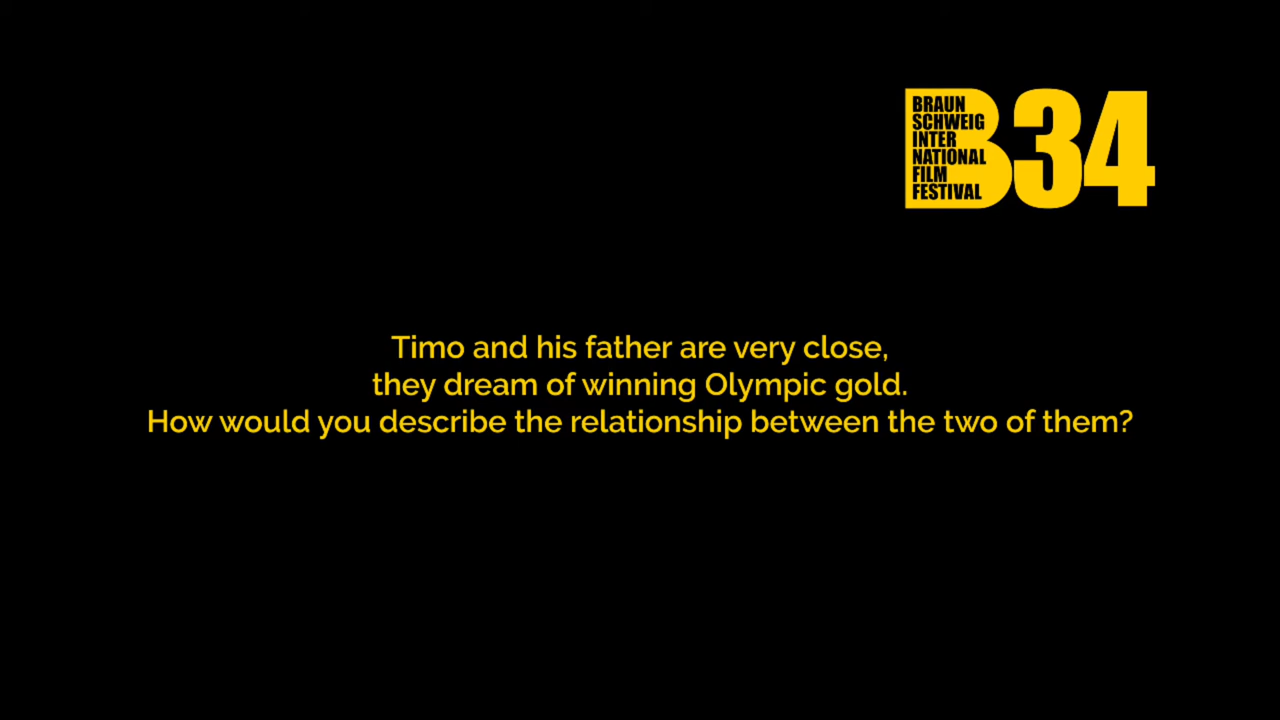 BRAUN
SCHWEIG
INTER
NATIONAL
FILM
FESTIVAL
B34
Timo and his father are very close,
they dream of winning Olympic gold.
How would you describe the relationship between the two of them?